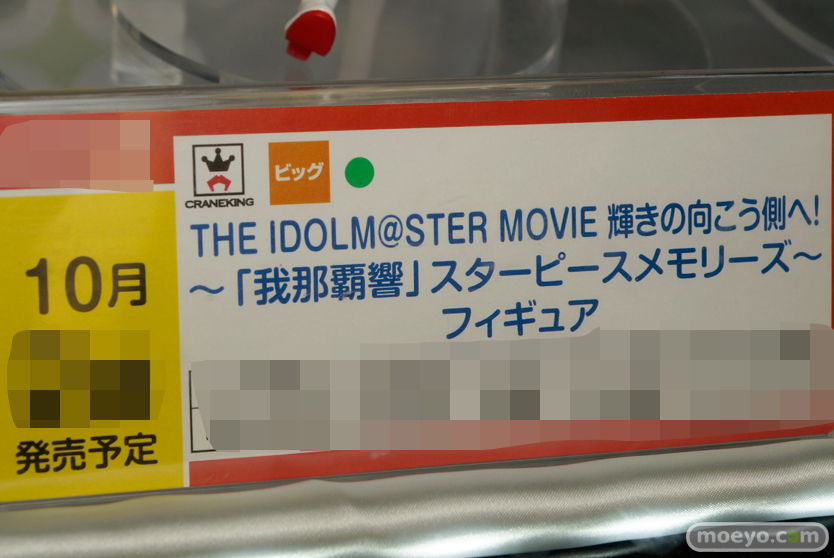 CRANEKING
ビッグ
THE IDOLM@STER MOVIE 輝きの向こう側へ!
～「我那覇響」スターピースメモリーズ～
フィギュア
10月
発売予定
moeyo.com